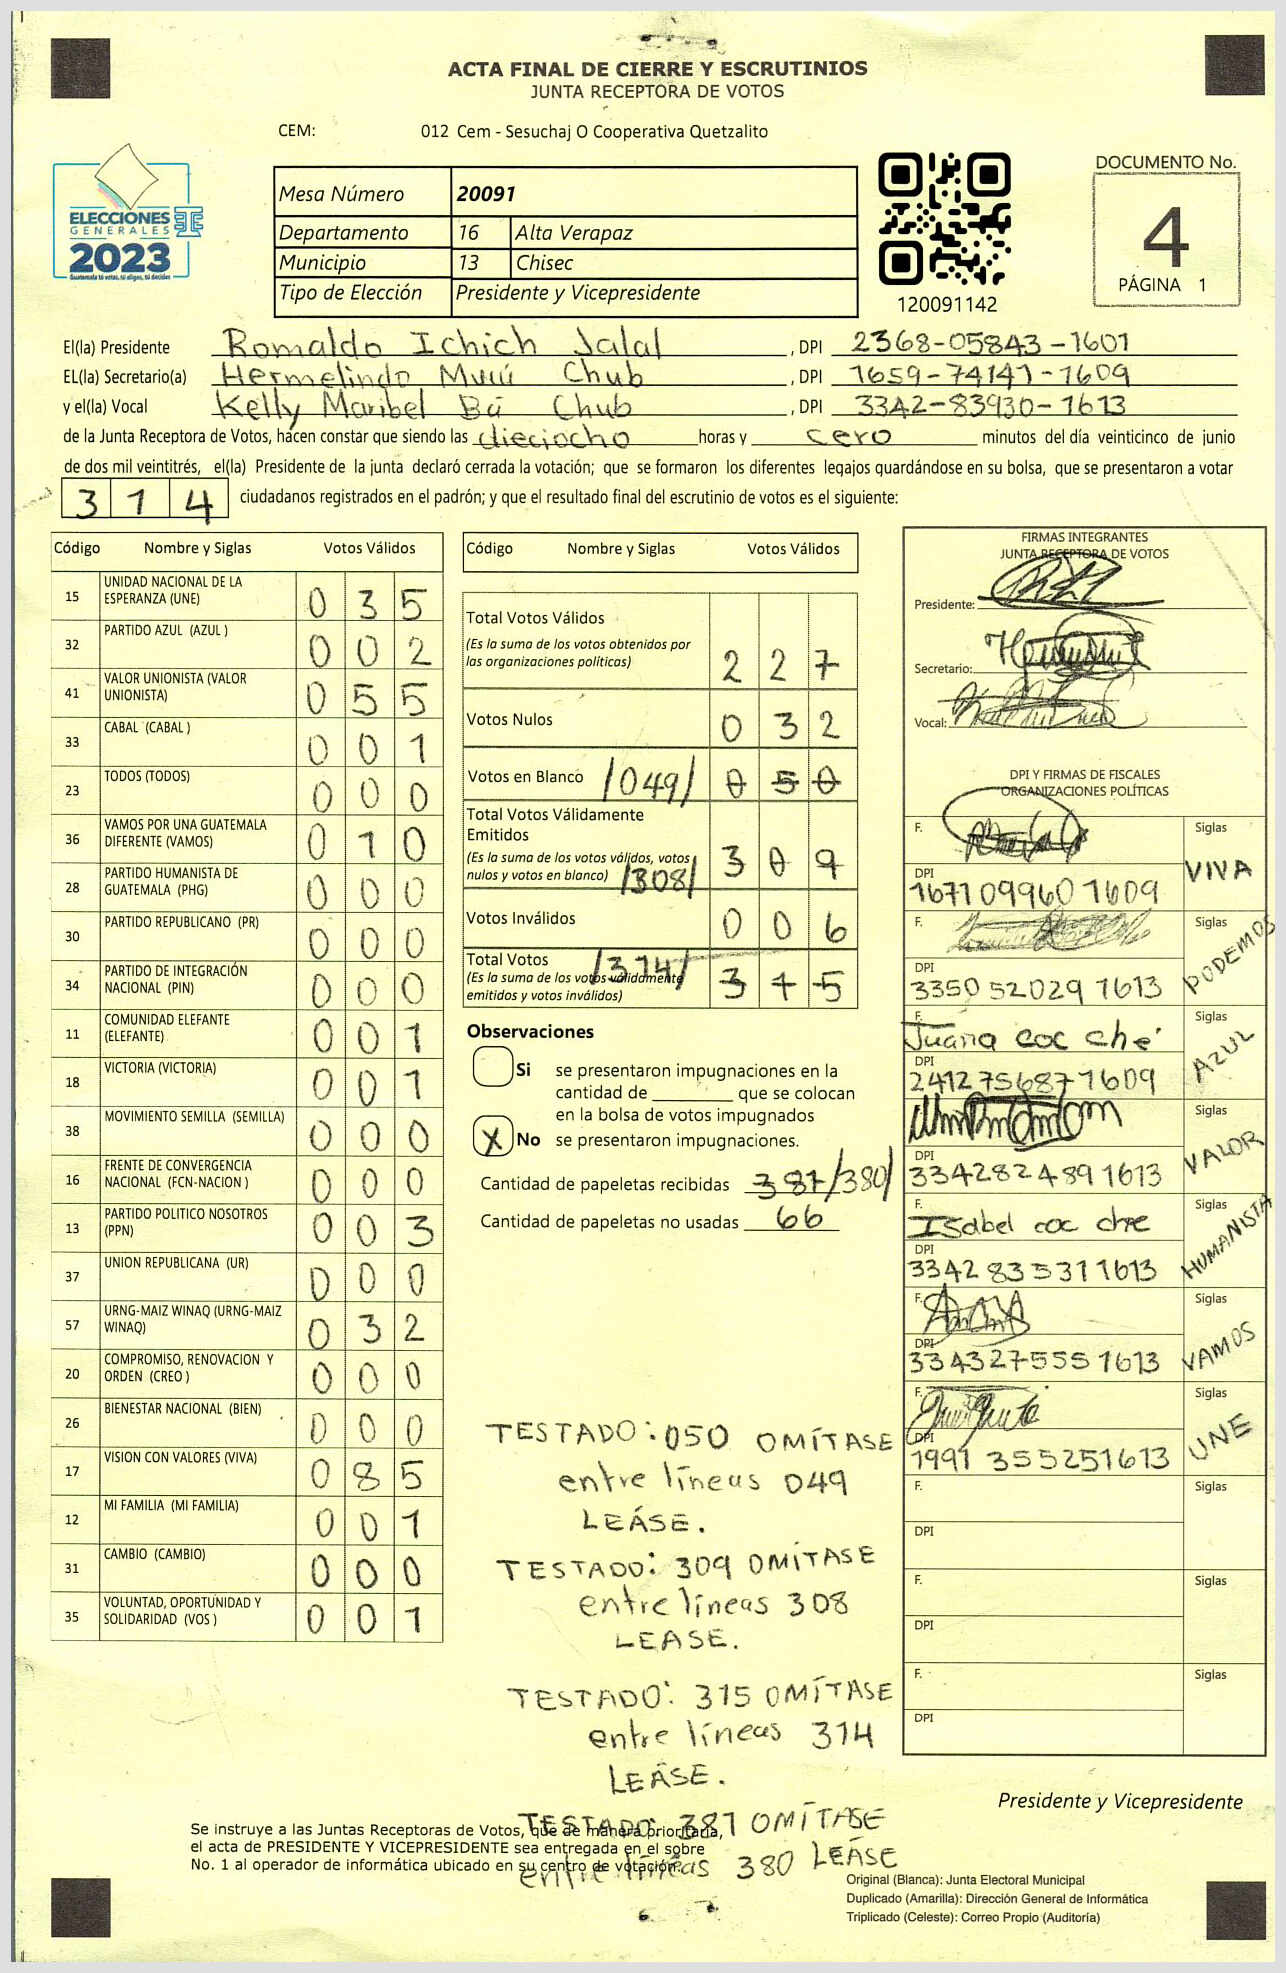 ACTA FINAL DE CIERRE Y ESCRUTINIOS
JUNTA RECEPTORA DE VOTOS
CEM: 012 Cem - Sesuchaj O Cooperativa Quetzalito
ELECCIONES
GENERALES
2023
Guatemala tú votas, tú eliges, tú decides
Mesa Número 20091
Departamento 16 Alta Verapaz
Municipio 13 Chisec
Tipo de Elección Presidente y Vicepresidente
120091142
DOCUMENTO No.
4
PÁGINA 1
El(la) Presidente Romaldo Ichich Jalal, DPI 2368-05843-1601
EL(la) Secretario(a) Hermelindo Mucú Chub, DPI 1659-74141-1609
y el(la) Vocal Kelly Maribel Bá Chub, DPI 3342-83930-1613
de la Junta Receptora de Votos, hacen constar que siendo las dieciocho horas y cero minutos del día veinticinco de junio
de dos mil veintitrés, el(la) Presidente de la junta declaró cerrada la votación; que se formaron los diferentes legajos guardándose en su bolsa, que se presentaron a votar
314 ciudadanos registrados en el padrón; y que el resultado final del escrutinio de votos es el siguiente:
Código Nombre y Siglas Votos Válidos
15 UNIDAD NACIONAL DE LA ESPERANZA (UNE) 0 3 5
32 PARTIDO AZUL (AZUL ) 0 0 2
41 VALOR UNIONISTA (VALOR UNIONISTA) 0 5 5
33 CABAL (CABAL ) 0 0 1
23 TODOS (TODOS) 0 0 0
36 VAMOS POR UNA GUATEMALA DIFERENTE (VAMOS) 0 1 0
28 PARTIDO HUMANISTA DE GUATEMALA (PHG) 0 0 0
30 PARTIDO REPUBLICANO (PR) 0 0 0
34 PARTIDO DE INTEGRACIÓN NACIONAL (PIN) 0 0 0
11 COMUNIDAD ELEFANTE (ELEFANTE) 0 0 1
18 VICTORIA (VICTORIA) 0 0 1
38 MOVIMIENTO SEMILLA (SEMILLA) 0 0 0
16 FRENTE DE CONVERGENCIA NACIONAL (FCN-NACION ) 0 0 0
13 PARTIDO POLITICO NOSOTROS (PPN) 0 0 3
37 UNION REPUBLICANA (UR) 0 0 0
57 URNG-MAIZ WINAQ (URNG-MAIZ WINAQ) 0 3 2
20 COMPROMISO, RENOVACION Y ORDEN (CREO ) 0 0 0
26 BIENESTAR NACIONAL (BIEN) 0 0 0
17 VISION CON VALORES (VIVA) 0 8 5
12 MI FAMILIA (MI FAMILIA) 0 0 1
31 CAMBIO (CAMBIO) 0 0 0
35 VOLUNTAD, OPORTUNIDAD Y SOLIDARIDAD (VOS ) 0 0 1
Código Nombre y Siglas Votos Válidos
Total Votos Válidos
(Es la suma de los votos obtenidos por
las organizaciones políticas) 2 2 7
Votos Nulos 0 3 2
Votos en Blanco /049/ 0 5 0
Total Votos Válidamente
Emitidos
(Es la suma de los votos válidos, votos
nulos y votos en blanco) /308/ 3 0 9
Votos Inválidos 0 0 6
Total Votos /314/ 3 1 5
(Es la suma de los votos válidamente
emitidos y votos inválidos)
Observaciones
Si se presentaron impugnaciones en la
cantidad de ________ que se colocan
en la bolsa de votos impugnados
X No se presentaron impugnaciones.
Cantidad de papeletas recibidas 387/380/
Cantidad de papeletas no usadas 66
TESTADO: 050 OMÍTASE
entre líneas 049
LEÁSE.
TESTADO: 309 OMÍTASE
entre líneas 308
LEASE.
TESTADO: 315 OMÍTASE
entre líneas 314
LEÁSE.
TESTADO: 381 OMÍTASE
entre líneas 380 LEÁSE
FIRMAS INTEGRANTES
JUNTA RECEPTORA DE VOTOS
Presidente:
Secretario:
Vocal:
DPI Y FIRMAS DE FISCALES
ORGANIZACIONES POLÍTICAS
F. Siglas VIVA
DPI 1671 09960 1609
F. Siglas PODEMOS
DPI 3350 52029 1613
F. Juana coc ché Siglas AZUL
DPI 2412 75687 1609
F. Siglas VALOR
DPI 3342824891613
F. Isabel coc che Siglas HUMANISTA
DPI 3342 83531 1613
F. Siglas VAMOS
DPI 3343275551613
F. Siglas UNE
DPI 1991 355251613
F. Siglas
DPI
F. Siglas
DPI
F. Siglas
DPI
Presidente y Vicepresidente
Se instruye a las Juntas Receptoras de Votos, que de manera prioritaria,
el acta de PRESIDENTE Y VICEPRESIDENTE sea entregada en el sobre
No. 1 al operador de informática ubicado en su centro de votación.
Original (Blanca): Junta Electoral Municipal
Duplicado (Amarilla): Dirección General de Informática
Triplicado (Celeste): Correo Propio (Auditoría)